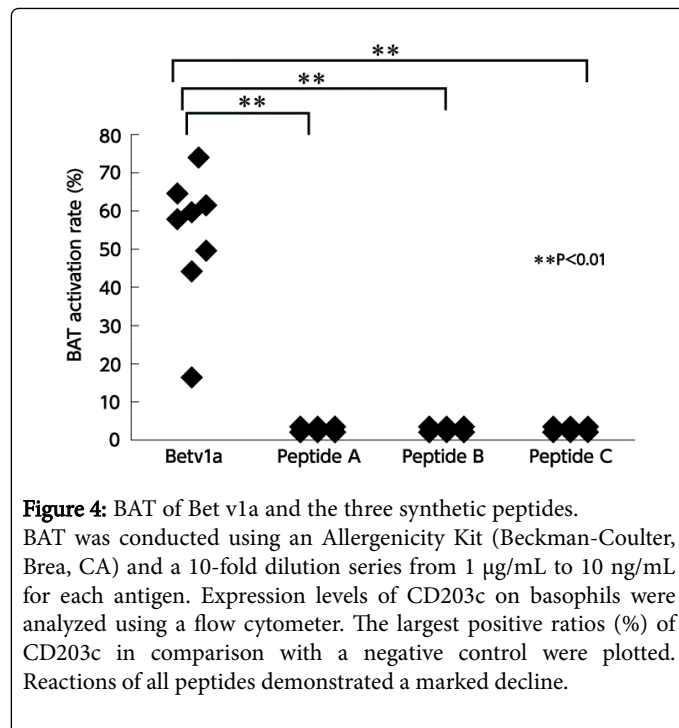 **
**
**
80
70
60
50
40
30
20
10
0
BAT activation rate (%)
**P<0.01
Betv1a Peptide A Peptide B Peptide C
Figure 4: BAT of Bet v1a and the three synthetic peptides.
BAT was conducted using an Allergenicity Kit (Beckman-Coulter,
Brea, CA) and a 10-fold dilution series from 1 µg/mL to 10 ng/mL
for each antigen. Expression levels of CD203c on basophils were
analyzed using a flow cytometer. The largest positive ratios (%) of
CD203c in comparison with a negative control were plotted.
Reactions of all peptides demonstrated a marked decline.